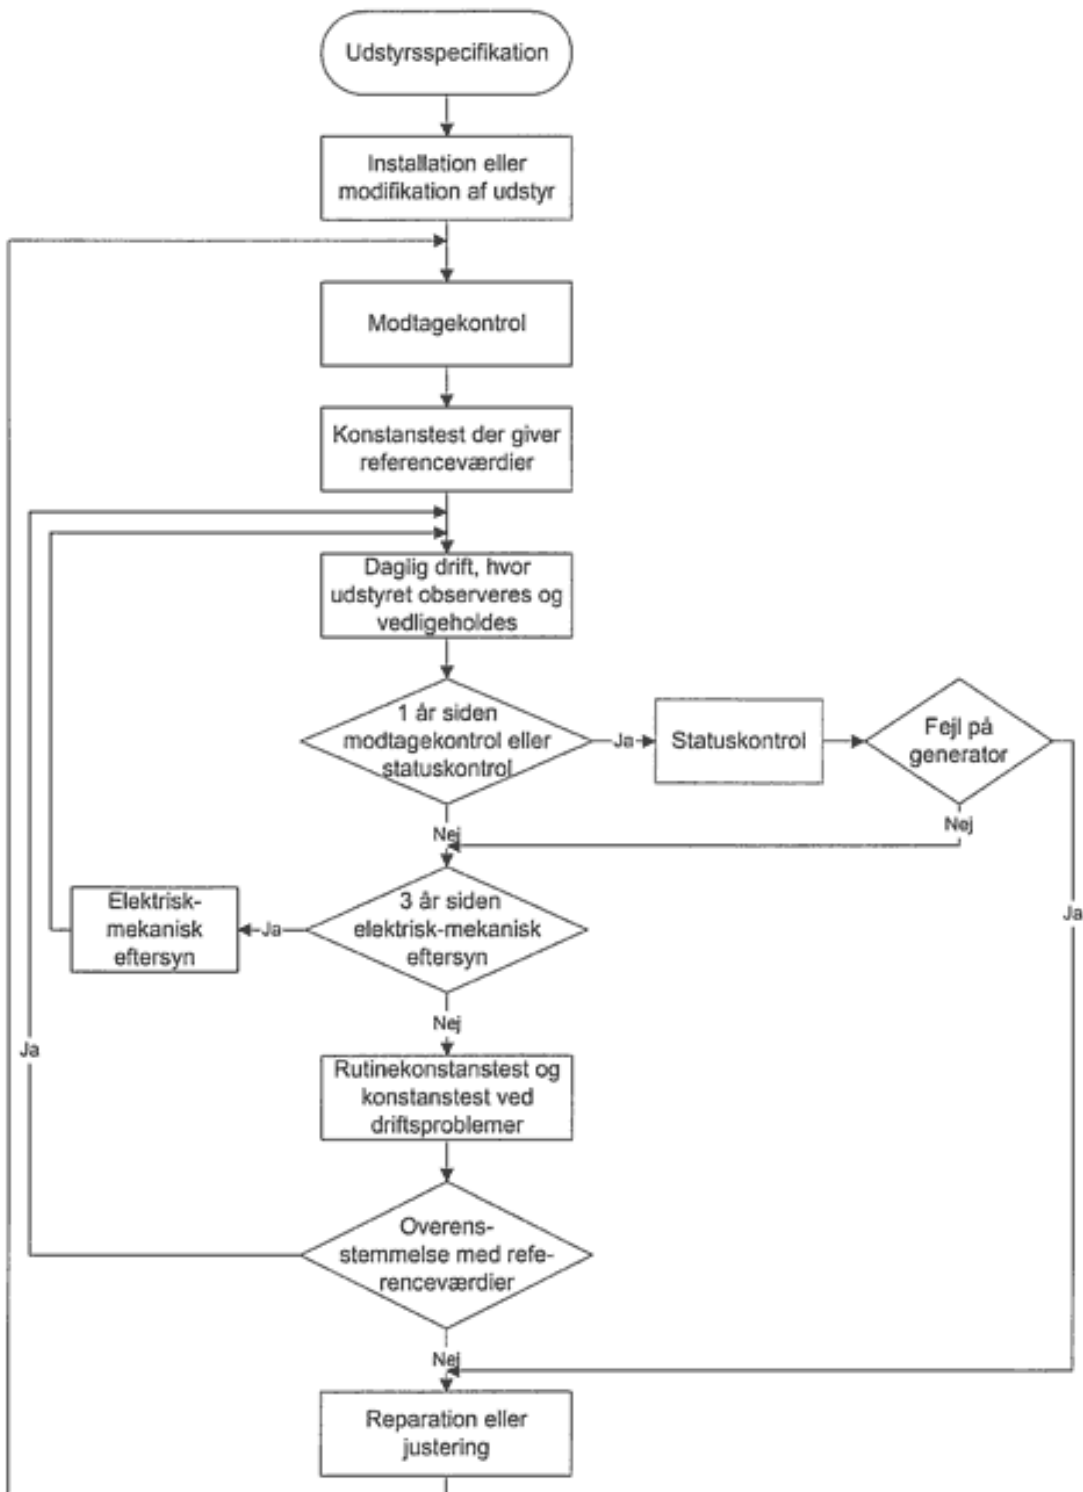 Udstyrsspecifikation
Installation eller
modifikation af udstyr
Modtagekontrol
Konstanstest der giver
referenceværdier
Daglig drift, hvor
udstyret observeres og
vedligeholdes
1 år siden
modtagekontrol eller
statuskontrol
Ja
Statuskontrol
Fejl på
generator
Nej
Nej
3 år siden
elektrisk-mekanisk
eftersyn
Ja
Elektrisk-
mekanisk
eftersyn
Ja
Nej
Ja
Rutinekonstanstest og
konstanstest ved
driftsproblemer
Overens-
stemmelse med refe-
renceværdier
Nej
Reparation eller
justering